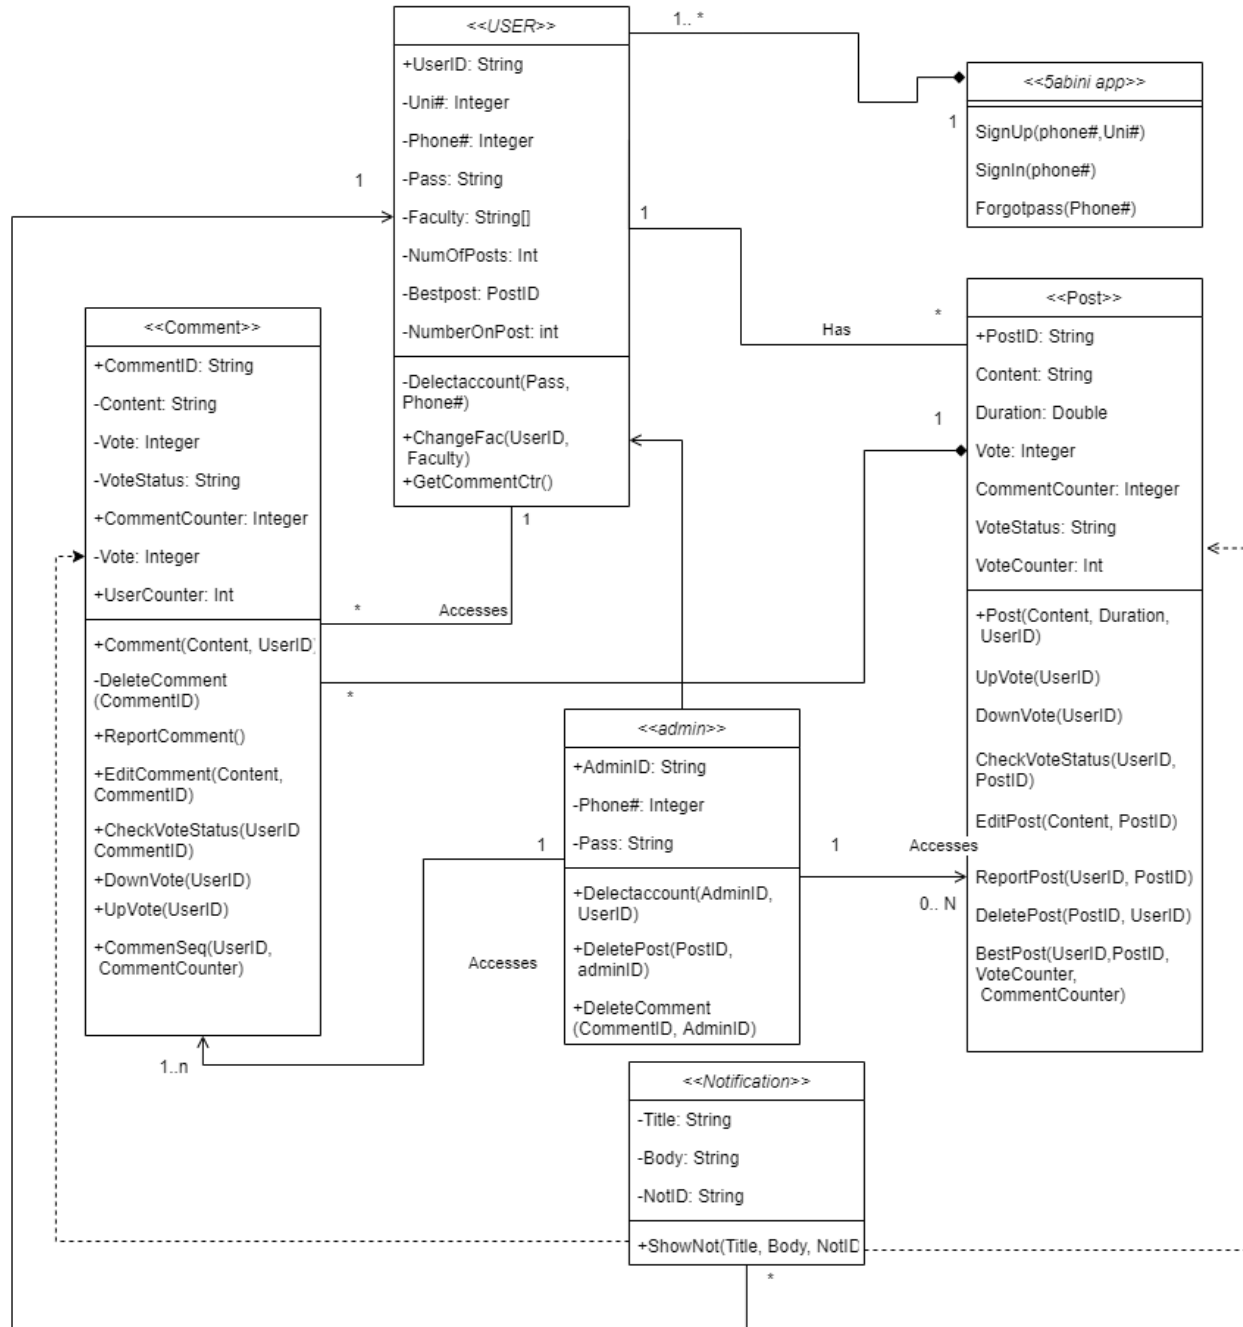 <<USER>>
+UserID: String
-Uni#: Integer
-Phone#: Integer
-Pass: String
-Faculty: String[]
-NumOfPosts: Int
-Bestpost: PostID
-NumberOnPost: int
-Delectaccount(Pass,
Phone#)
+ChangeFac(UserID,
Faculty)
+GetCommentCtr()
1.. *
1
<<5abini app>>
SignUp(phone#,Uni#)
SignIn(phone#)
Forgotpass(Phone#)
1
1
Has
*
<<Post>>
+PostID: String
Content: String
Duration: Double
Vote: Integer
CommentCounter: Integer
VoteStatus: String
VoteCounter: Int
+Post(Content, Duration,
UserID)
UpVote(UserID)
DownVote(UserID)
CheckVoteStatus(UserID,
PostID)
EditPost(Content, PostID)
ReportPost(UserID, PostID)
DeletePost(PostID, UserID)
BestPost(UserID,PostID,
VoteCounter,
CommentCounter)
1
<<Comment>>
+CommentID: String
-Content: String
-Vote: Integer
-VoteStatus: String
+CommentCounter: Integer
-Vote: Integer
+UserCounter: Int
+Comment(Content, UserID)
-DeleteComment
(CommentID)
+ReportComment()
+EditComment(Content,
CommentID)
+CheckVoteStatus(UserID
CommentID)
+DownVote(UserID)
+UpVote(UserID)
+CommenSeq(UserID,
CommentCounter)
1
*
Accesses
*
<<admin>>
+AdminID: String
-Phone#: Integer
-Pass: String
+Delectaccount(AdminID,
UserID)
+DeletePost(PostID,
adminID)
+DeleteComment
(CommentID, AdminID)
1
Accesses
1..n
1
Accesses
0.. N
<<Notification>>
-Title: String
-Body: String
-NotID: String
+ShowNot(Title, Body, NotID
*